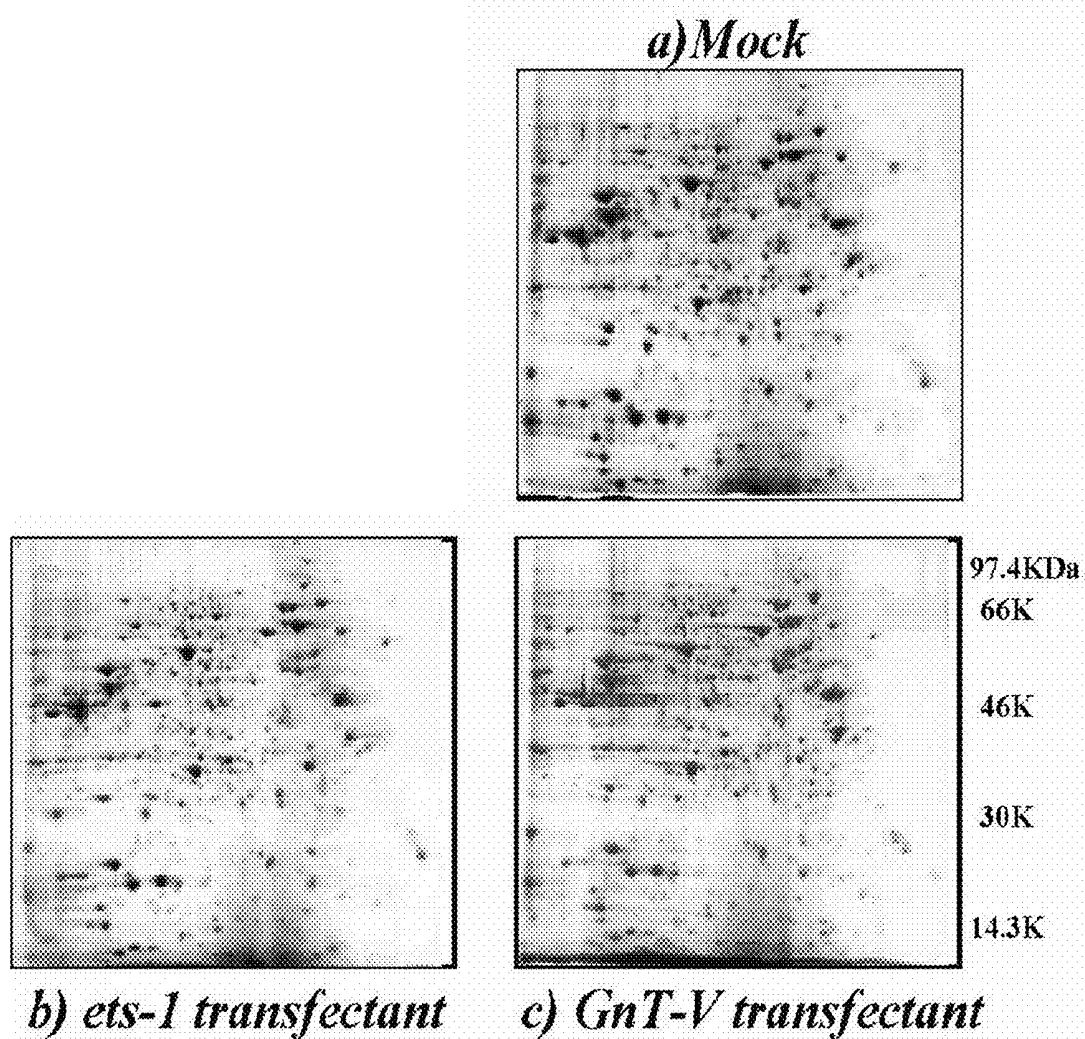 a)Mock
97.4KDa
66K
46K
30K
14.3K
b) ets-1 transfectant
c) GnT-V transfectant